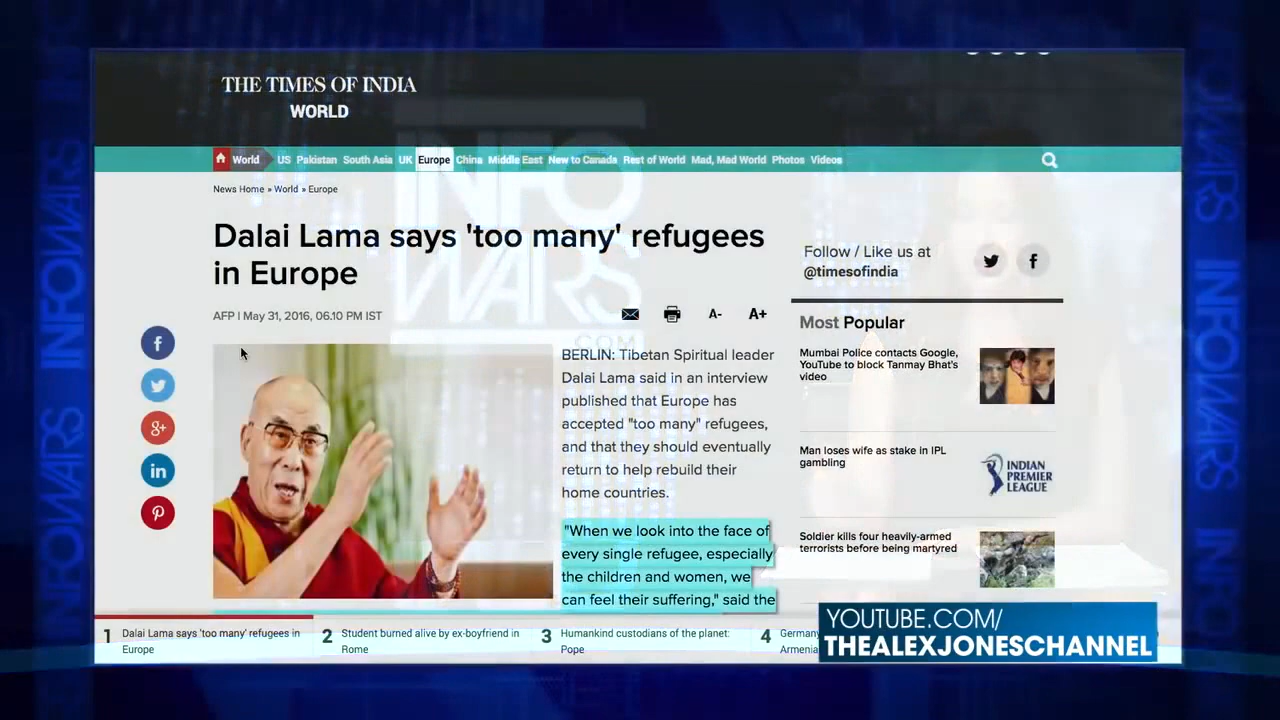 THE TIMES OF INDIA
WORLD
World US Pakistan South Asia UK Europe China Middle East New to Canada Rest of World Mad, Mad World Photos Videos
News Home » World » Europe
Dalai Lama says 'too many' refugees
in Europe
AFP | May 31, 2016, 06.10 PM IST
A- A+
BERLIN: Tibetan Spiritual leader
Dalai Lama said in an interview
published that Europe has
accepted "too many" refugees,
and that they should eventually
return to help rebuild their
home countries.
"When we look into the face of
every single refugee, especially
the children and women, we
can feel their suffering," said the
Follow / Like us at
@timesofindia
Most Popular
Mumbai Police contacts Google,
YouTube to block Tanmay Bhat's
video
Man loses wife as stake in IPL
gambling
INDIAN
PREMIER
LEAGUE
Soldier kills four heavily-armed
terrorists before being martyred
1 Dalai Lama says 'too many' refugees in
Europe
2 Student burned alive by ex-boyfriend in
Rome
3 Humankind custodians of the planet:
Pope
4 Germany
Armenia
YOUTUBE.COM/
THEALEXJONESCHANNEL
INFO
WARS
.COM
INFOWARS
INFOWARS
INFOWARS
INFOWARS